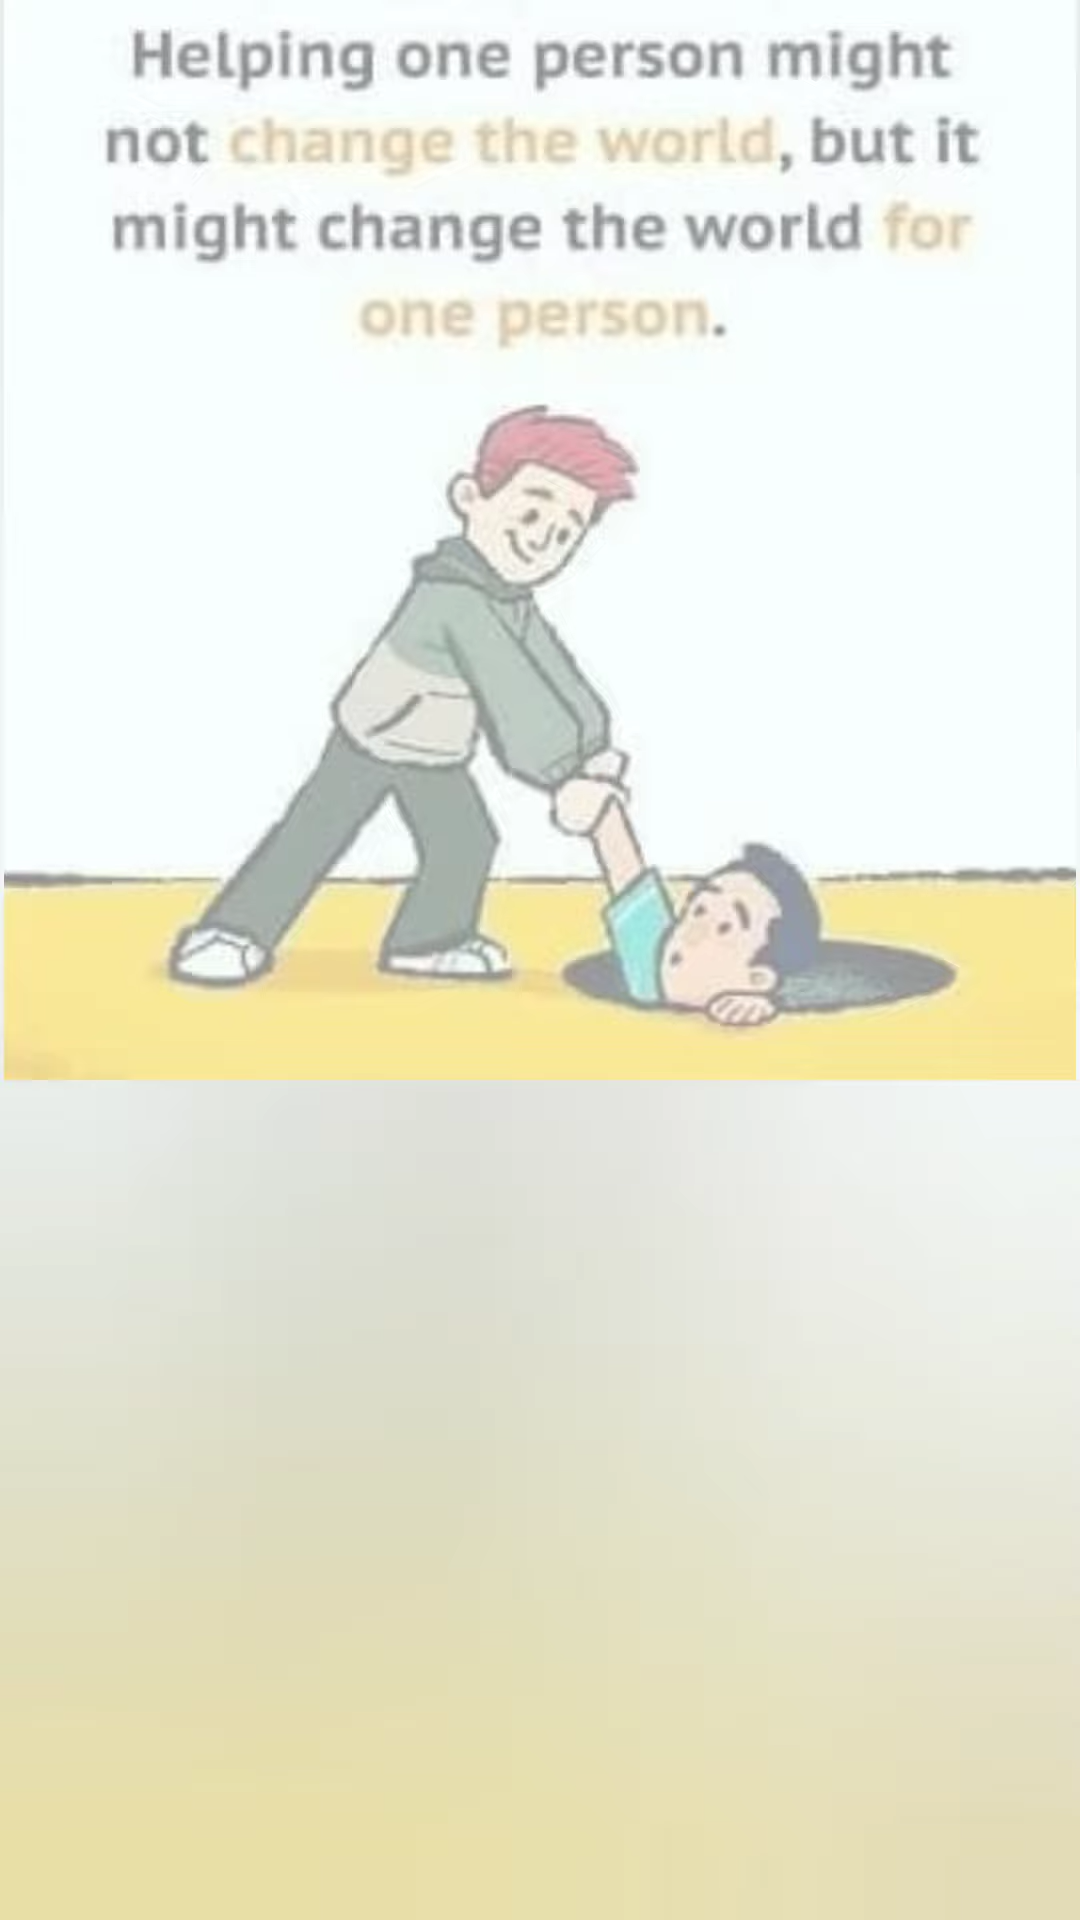 Helping one person might
not change the world, but it
might change the world for
one person.